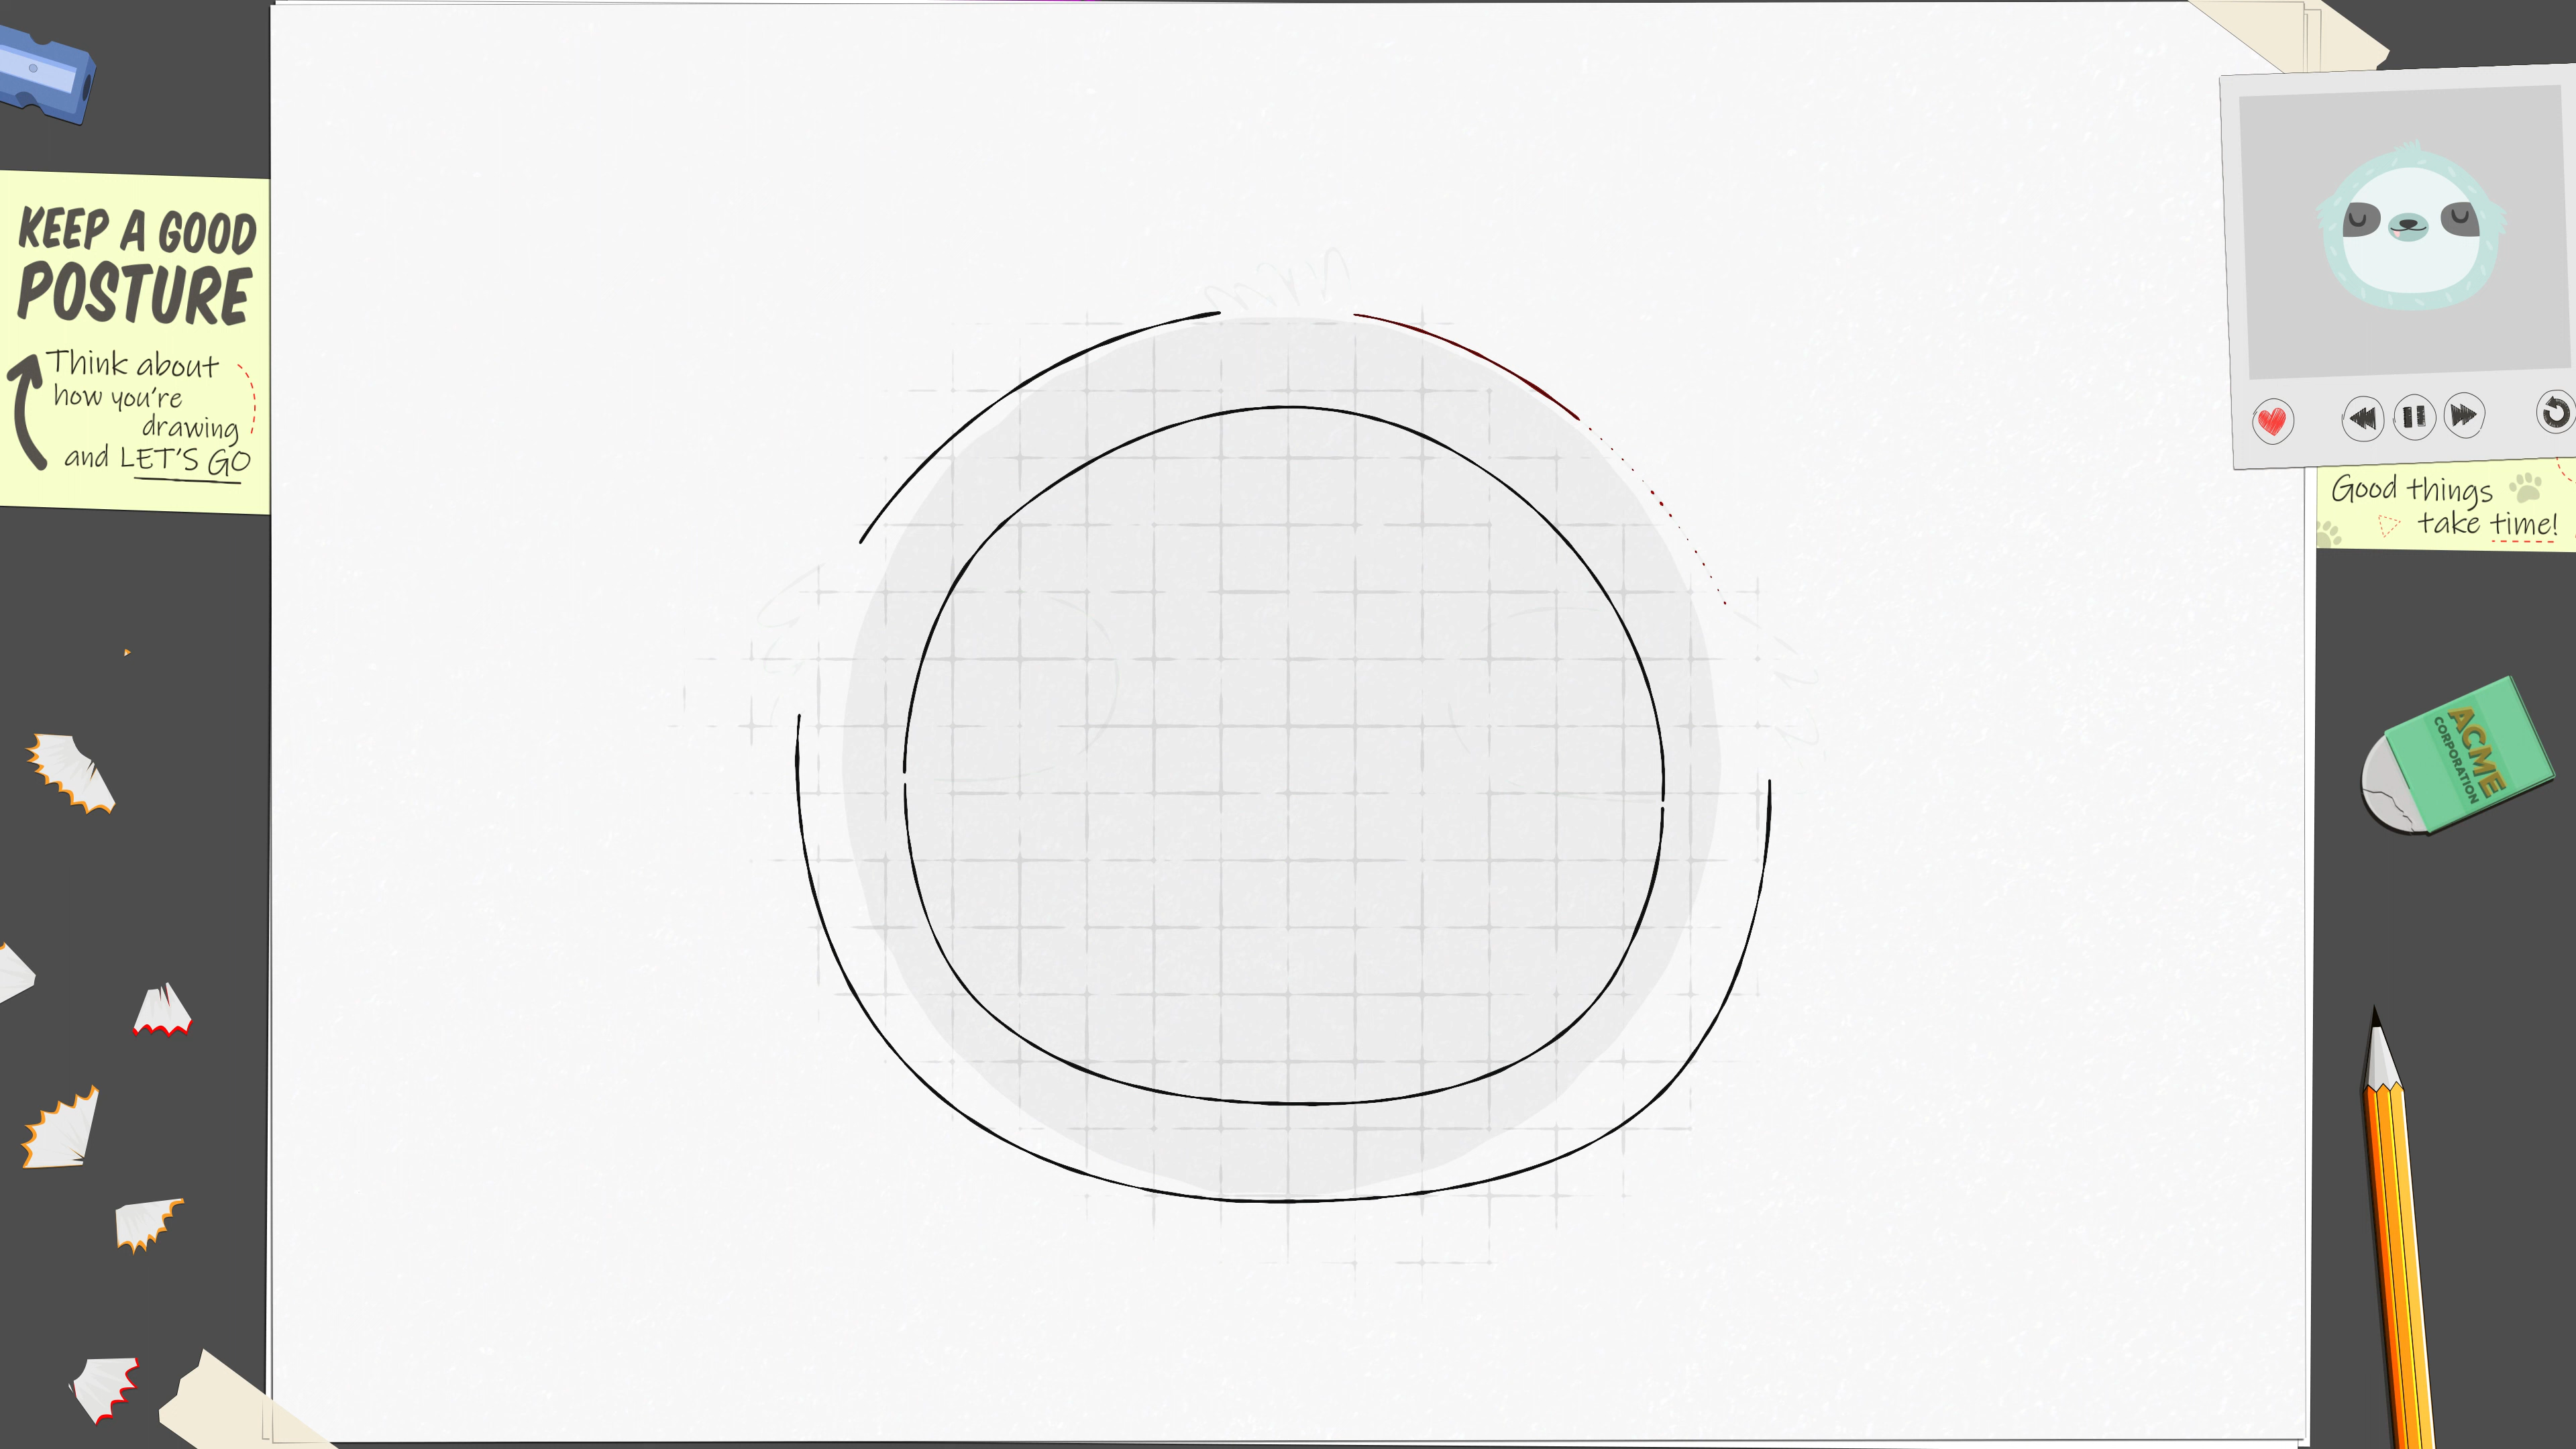 KEEP A GOOD
POSTURE
Think about
how you're
drawing
and LET'S GO
Good things
take time!
ACME
CORPORATION